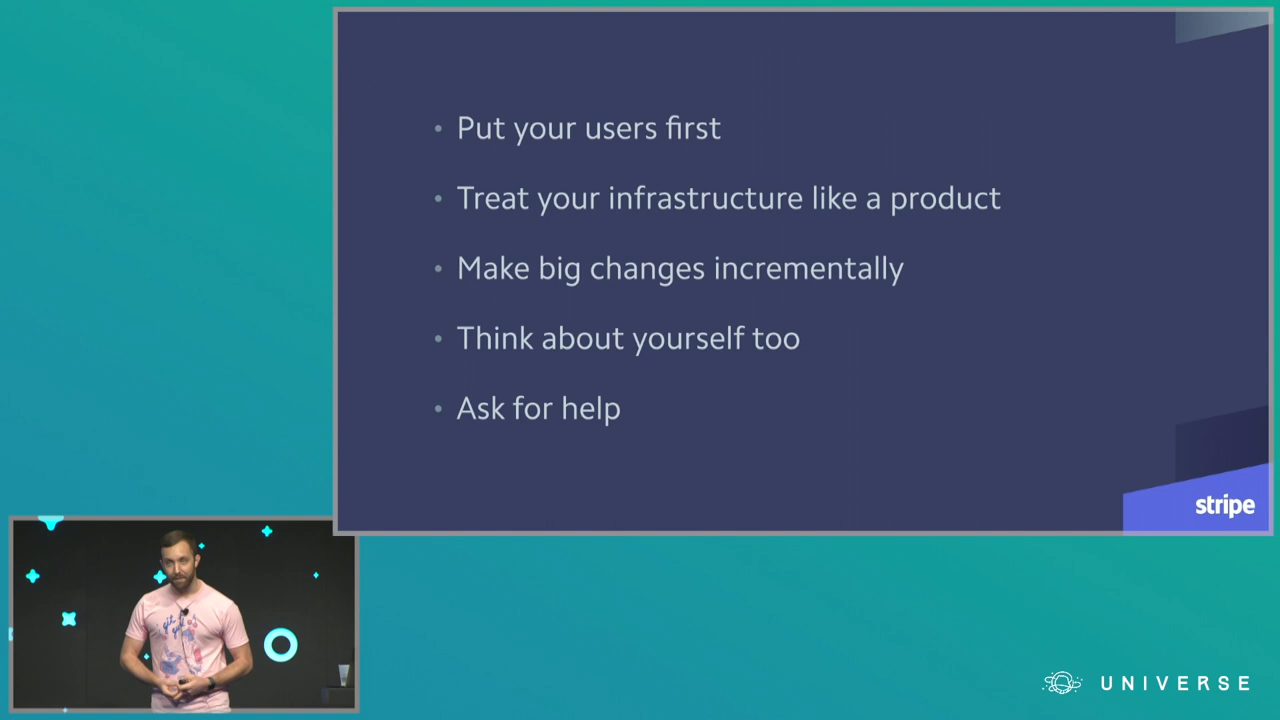 • Put your users first
• Treat your infrastructure like a product
• Make big changes incrementally
• Think about yourself too
• Ask for help
stripe
git
UNIVERSE